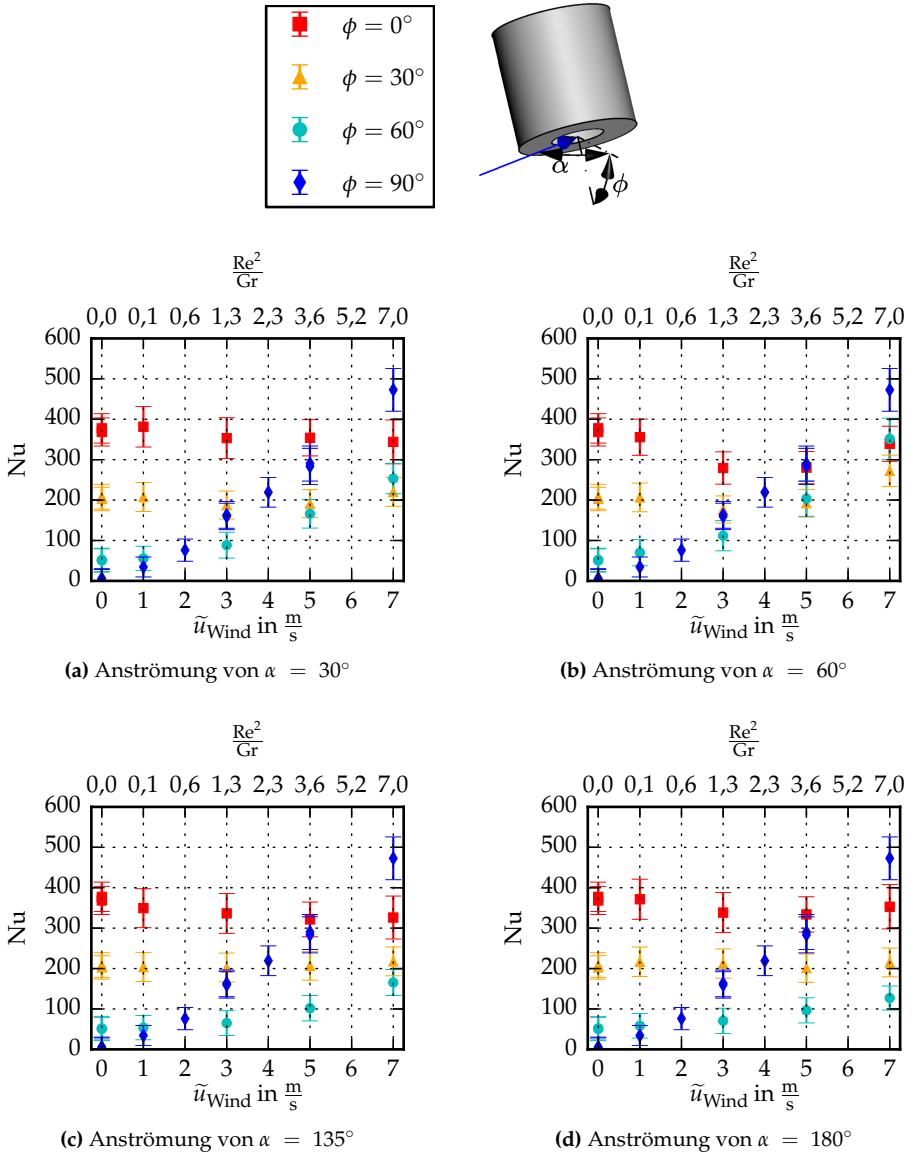 ϕ = 0°
ϕ = 30°
ϕ = 60°
ϕ = 90°
α
ϕ
Re²
Gr
0,0 0,1 0,6 1,3 2,3 3,6 5,2 7,0
600
500
400
300
200
100
0
Nu
0 1 2 3 4 5 6 7
ũWind in m/s
(a) Anströmung von α = 30°
Re²
Gr
0,0 0,1 0,6 1,3 2,3 3,6 5,2 7,0
600
500
400
300
200
100
0
Nu
0 1 2 3 4 5 6 7
ũWind in m/s
(b) Anströmung von α = 60°
Re²
Gr
0,0 0,1 0,6 1,3 2,3 3,6 5,2 7,0
600
500
400
300
200
100
0
Nu
0 1 2 3 4 5 6 7
ũWind in m/s
(c) Anströmung von α = 135°
Re²
Gr
0,0 0,1 0,6 1,3 2,3 3,6 5,2 7,0
600
500
400
300
200
100
0
Nu
0 1 2 3 4 5 6 7
ũWind in m/s
(d) Anströmung von α = 180°